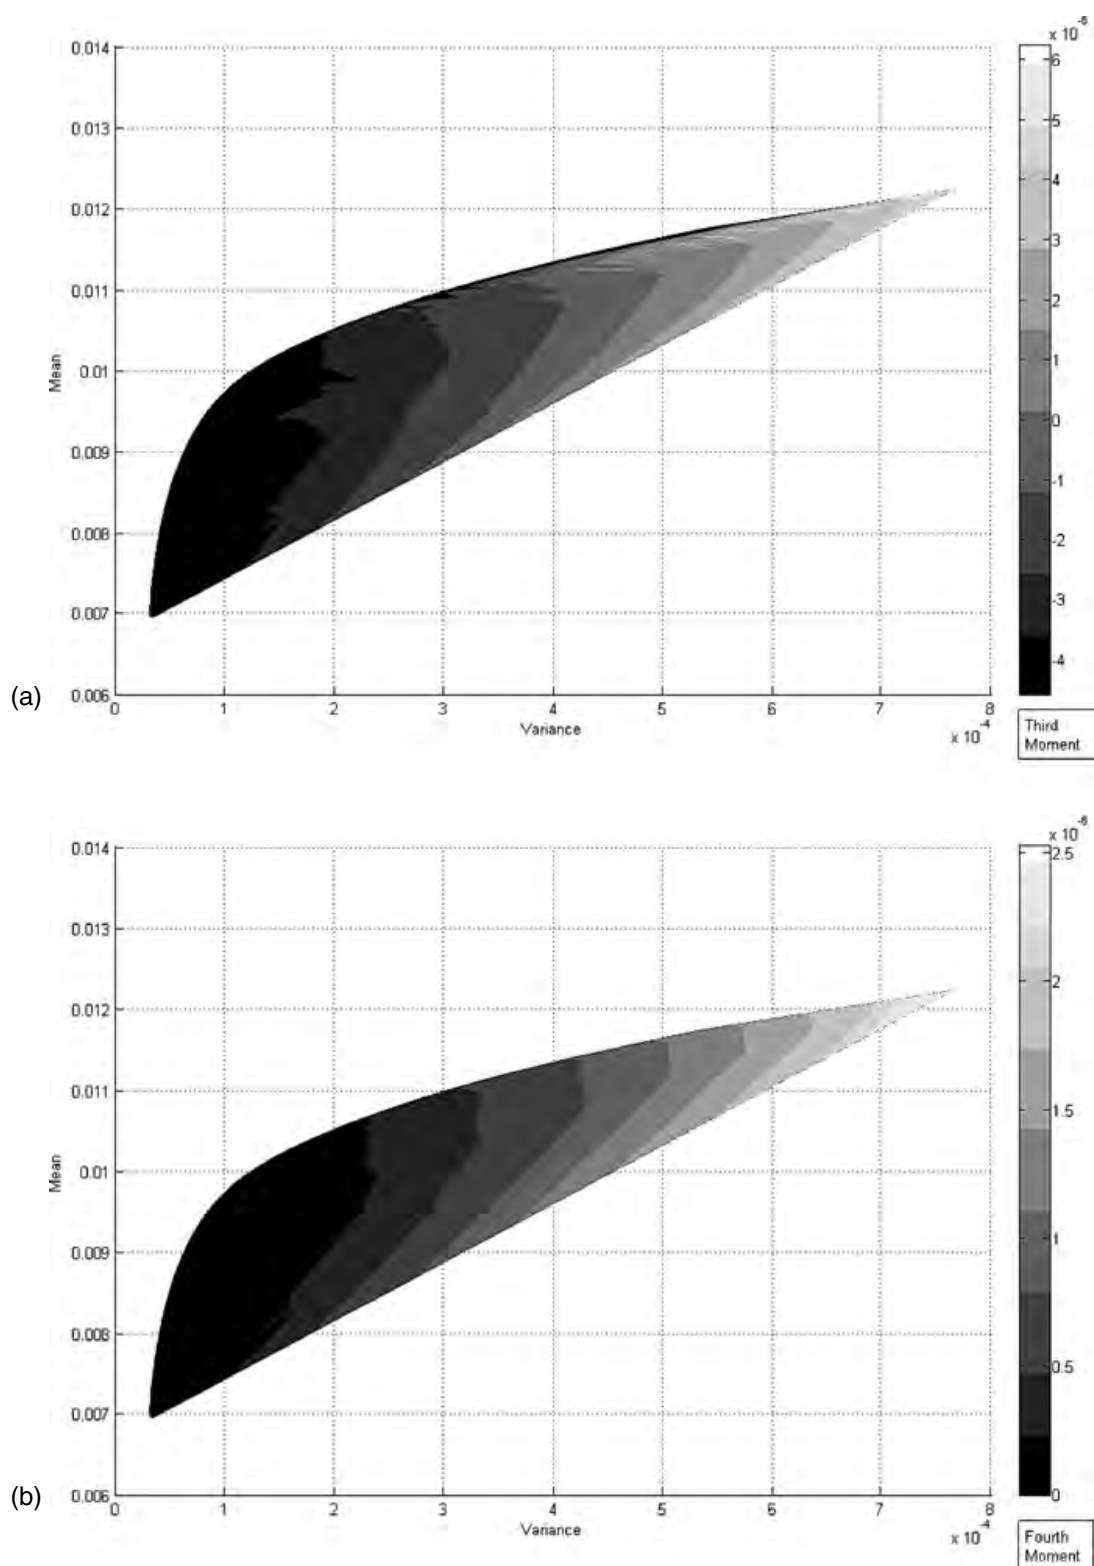 x 10^-6
0.014
0.013
0.012
0.011
0.01
0.009
0.008
0.007
0.006
Mean
0 1 2 3 4 5 6 7 8
Variance
x 10^-4
6
5
4
3
2
1
0
-1
-2
-3
-4
Third
Moment
(a)
x 10^-6
0.014
0.013
0.012
0.011
0.01
0.009
0.008
0.007
0.006
Mean
0 1 2 3 4 5 6 7 8
Variance
x 10^-4
2.5
2
1.5
1
0.5
0
Fourth
Moment
(b)